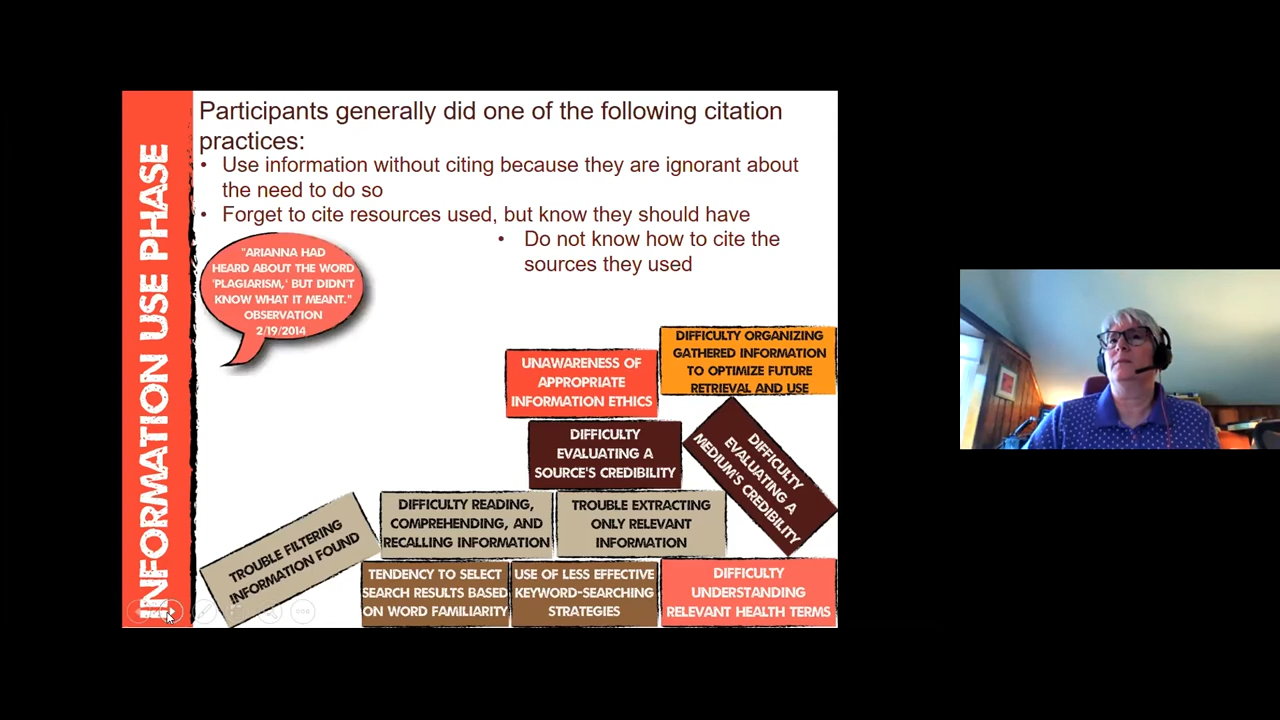 INFORMATION USE PHASE
Participants generally did one of the following citation
practices:
• Use information without citing because they are ignorant about
the need to do so
• Forget to cite resources used, but know they should have
• Do not know how to cite the
sources they used
"ARIANNA HAD
HEARD ABOUT THE WORD
'PLAGIARISM,' BUT DIDN'T
KNOW WHAT IT MEANT."
OBSERVATION
2/19/2014
UNAWARENESS OF
APPROPRIATE
INFORMATION ETHICS
DIFFICULTY ORGANIZING
GATHERED INFORMATION
TO OPTIMIZE FUTURE
RETRIEVAL AND USE
DIFFICULTY
EVALUATING A
SOURCE'S CREDIBILITY
DIFFICULTY
EVALUATING A
MEDIUM'S CREDIBILITY
TROUBLE FILTERING
INFORMATION FOUND
DIFFICULTY READING,
COMPREHENDING, AND
RECALLING INFORMATION
TROUBLE EXTRACTING
ONLY RELEVANT
INFORMATION
TENDENCY TO SELECT
SEARCH RESULTS BASED
ON WORD FAMILIARITY
USE OF LESS EFFECTIVE
KEYWORD-SEARCHING
STRATEGIES
DIFFICULTY
UNDERSTANDING
RELEVANT HEALTH TERMS